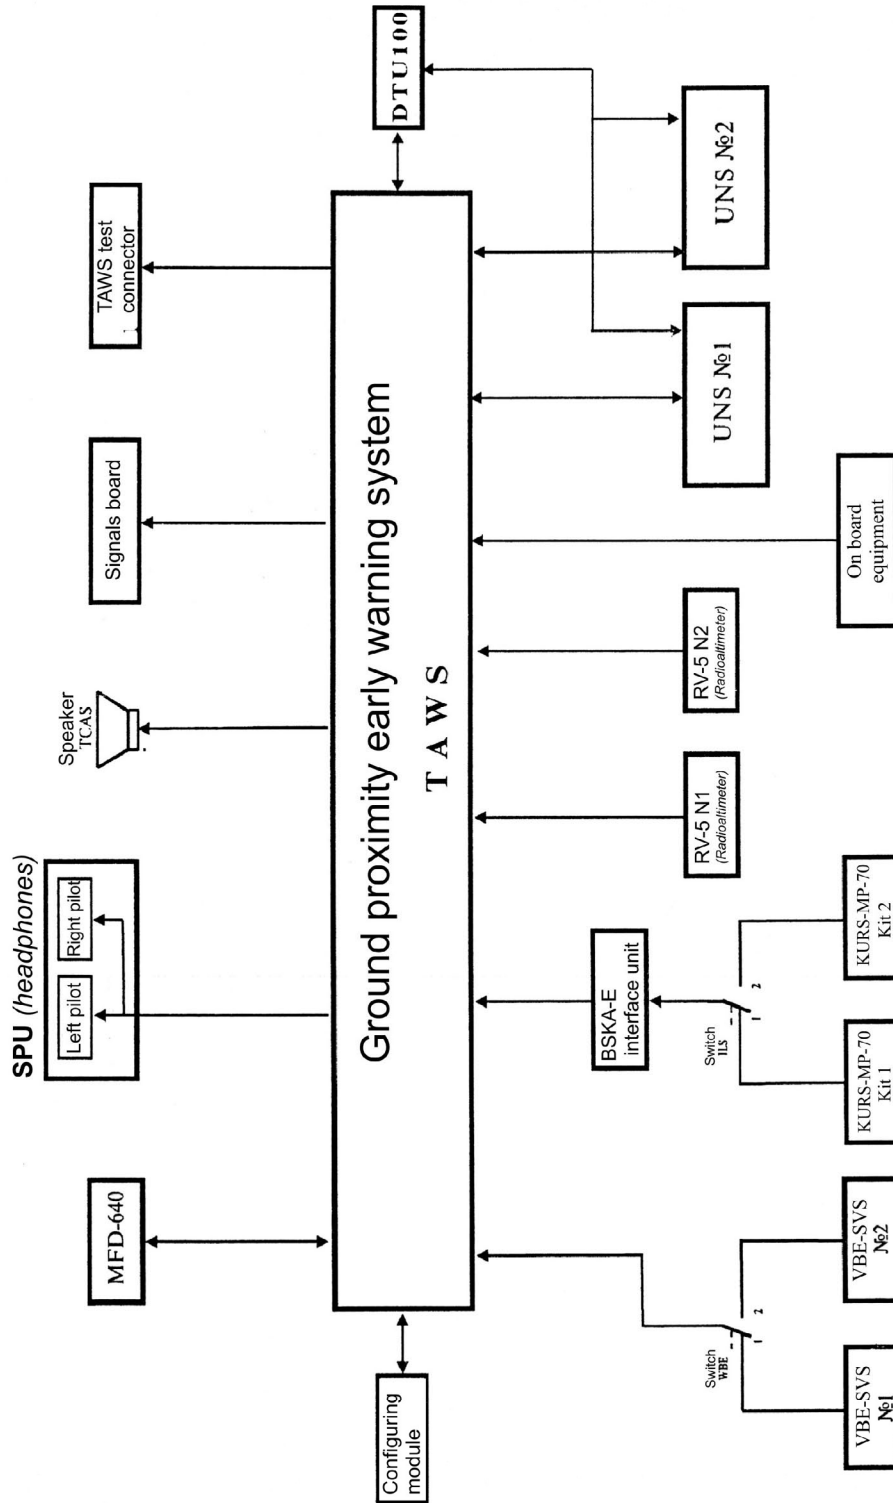 SPU (headphones)
Left pilot
Right pilot
Speaker
TCAS
Signals board
TAWS test
connector
MFD-640
Configuring
module
Ground proximity early warning system
T A W S
DTU100
BSKA-E
interface unit
RV-5 N1
(Radioaltimeter)
RV-5 N2
(Radioaltimeter)
UNS №1
UNS №2
Switch
WBE
1
2
Switch
ILS
1
2
VBE-SVS
№1
VBE-SVS
№2
KURS-MP-70
Kit 1
KURS-MP-70
Kit 2
On board
equipment